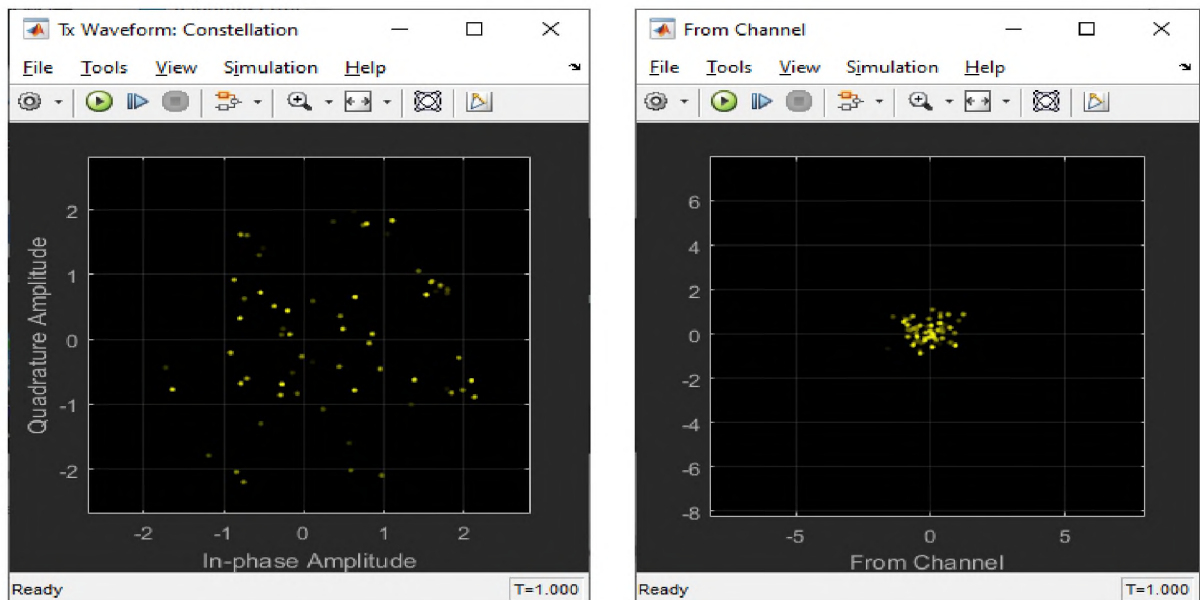 Tx Waveform: Constellation
File Tools View Simulation Help
2
1
0
-1
-2
Quadrature Amplitude
-2 -1 0 1 2
In-phase Amplitude
Ready T=1.000
From Channel
File Tools View Simulation Help
6
4
2
0
-2
-4
-6
-8
-5 0 5
From Channel
Ready T=1.000